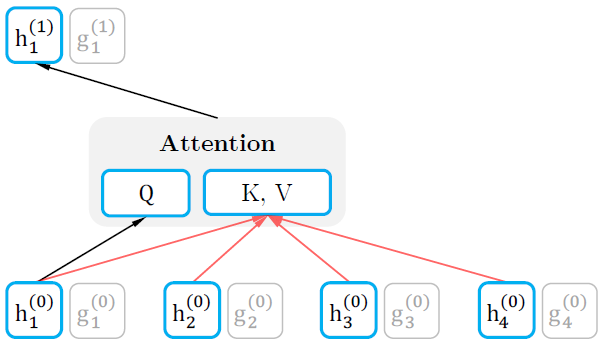 h₁⁽¹⁾ g₁⁽¹⁾
Attention
Q K, V
h₁⁽⁰⁾ g₁⁽⁰⁾ h₂⁽⁰⁾ g₂⁽⁰⁾ h₃⁽⁰⁾ g₃⁽⁰⁾ h₄⁽⁰⁾ g₄⁽⁰⁾